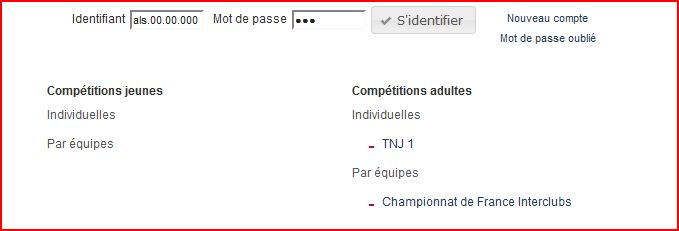 Identifiant als.00.00.000 Mot de passe ●●● S'identifier Nouveau compte
Mot de passe oublié
Compétitions jeunes Compétitions adultes
Individuelles Individuelles
Par équipes - TNJ 1
Par équipes
- Championnat de France Interclubs